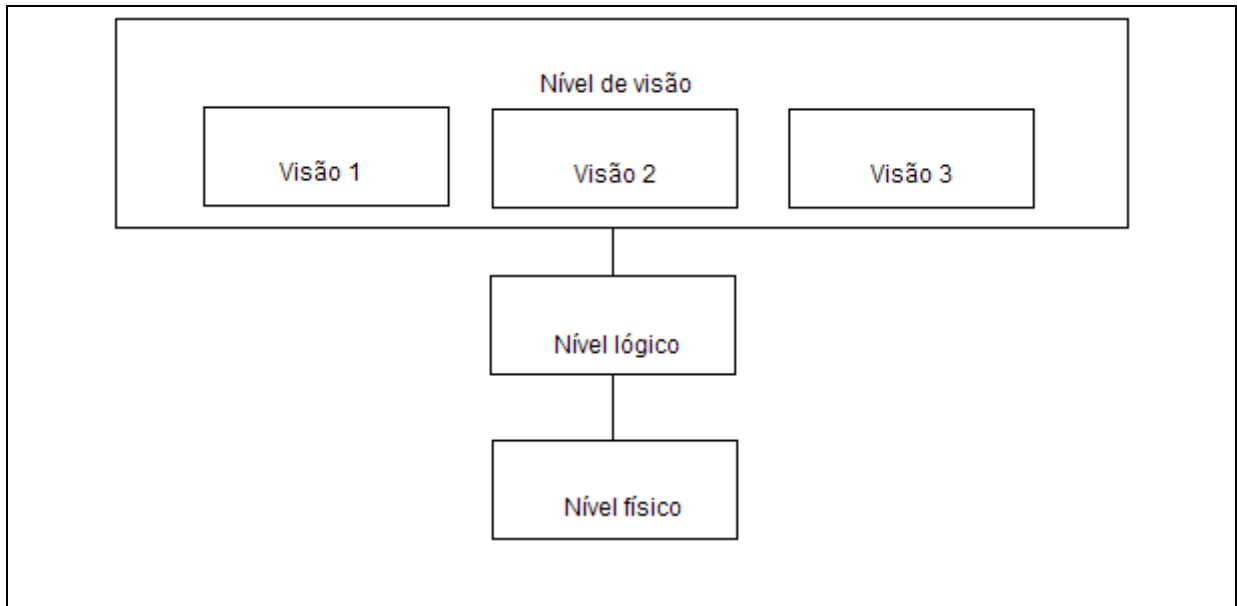 Nível de visão
Visão 1
Visão 2
Visão 3
Nível lógico
Nível físico